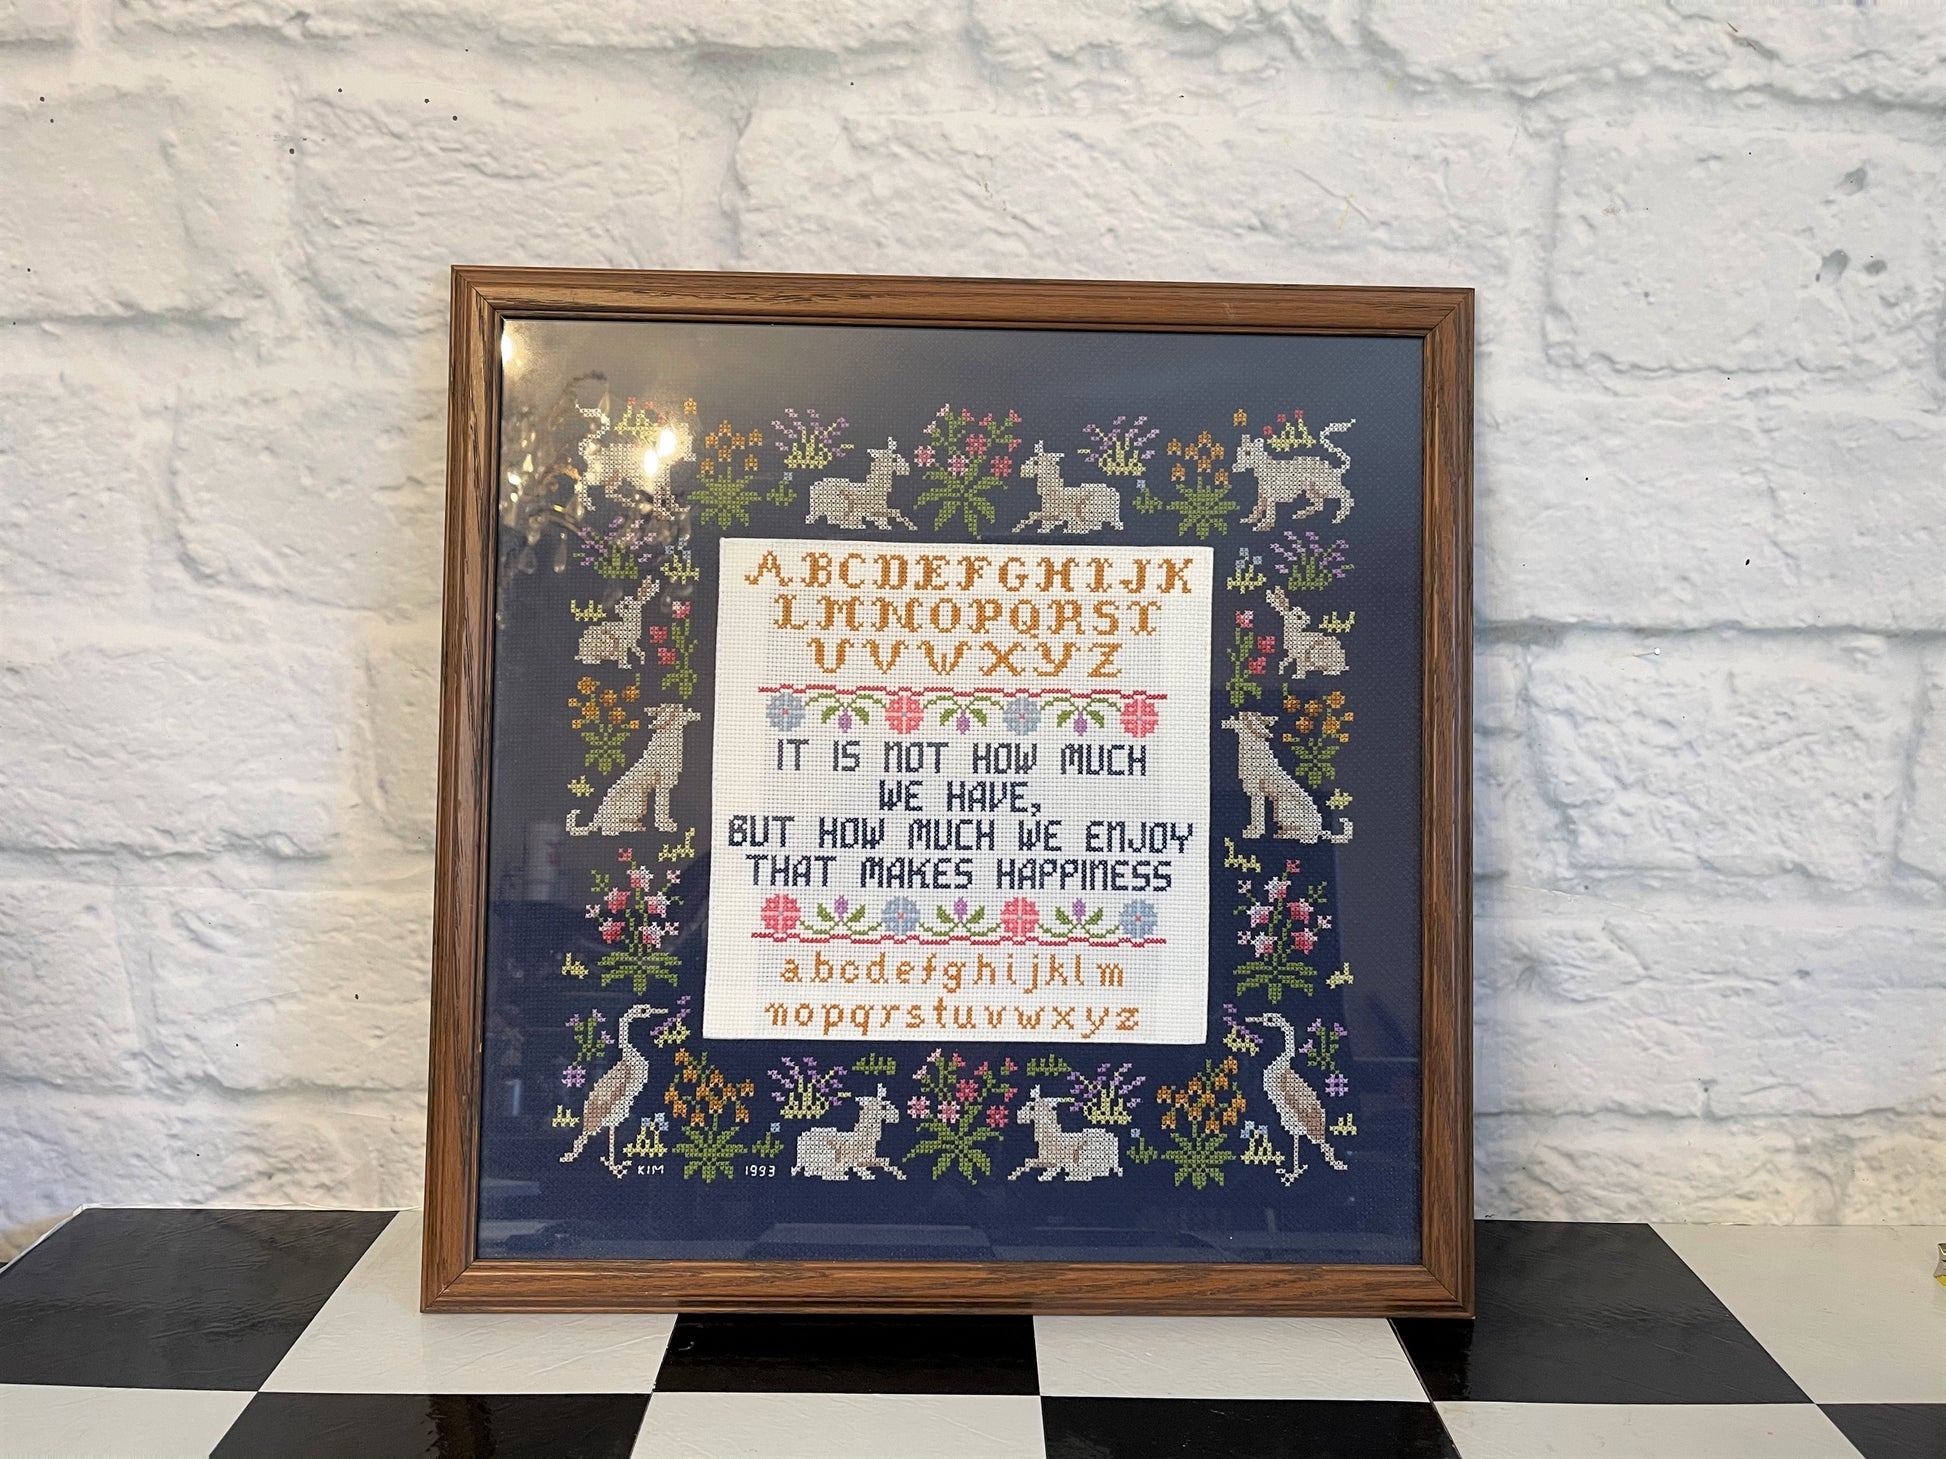 ABCDEFGHIJK
LMNOPQRST
UVWXYZ
IT IS NOT HOW MUCH
WE HAVE,
BUT HOW MUCH WE ENJOY
THAT MAKES HAPPINESS
abcdefghijklm
nopqrstuvwxyz
KIM 1993